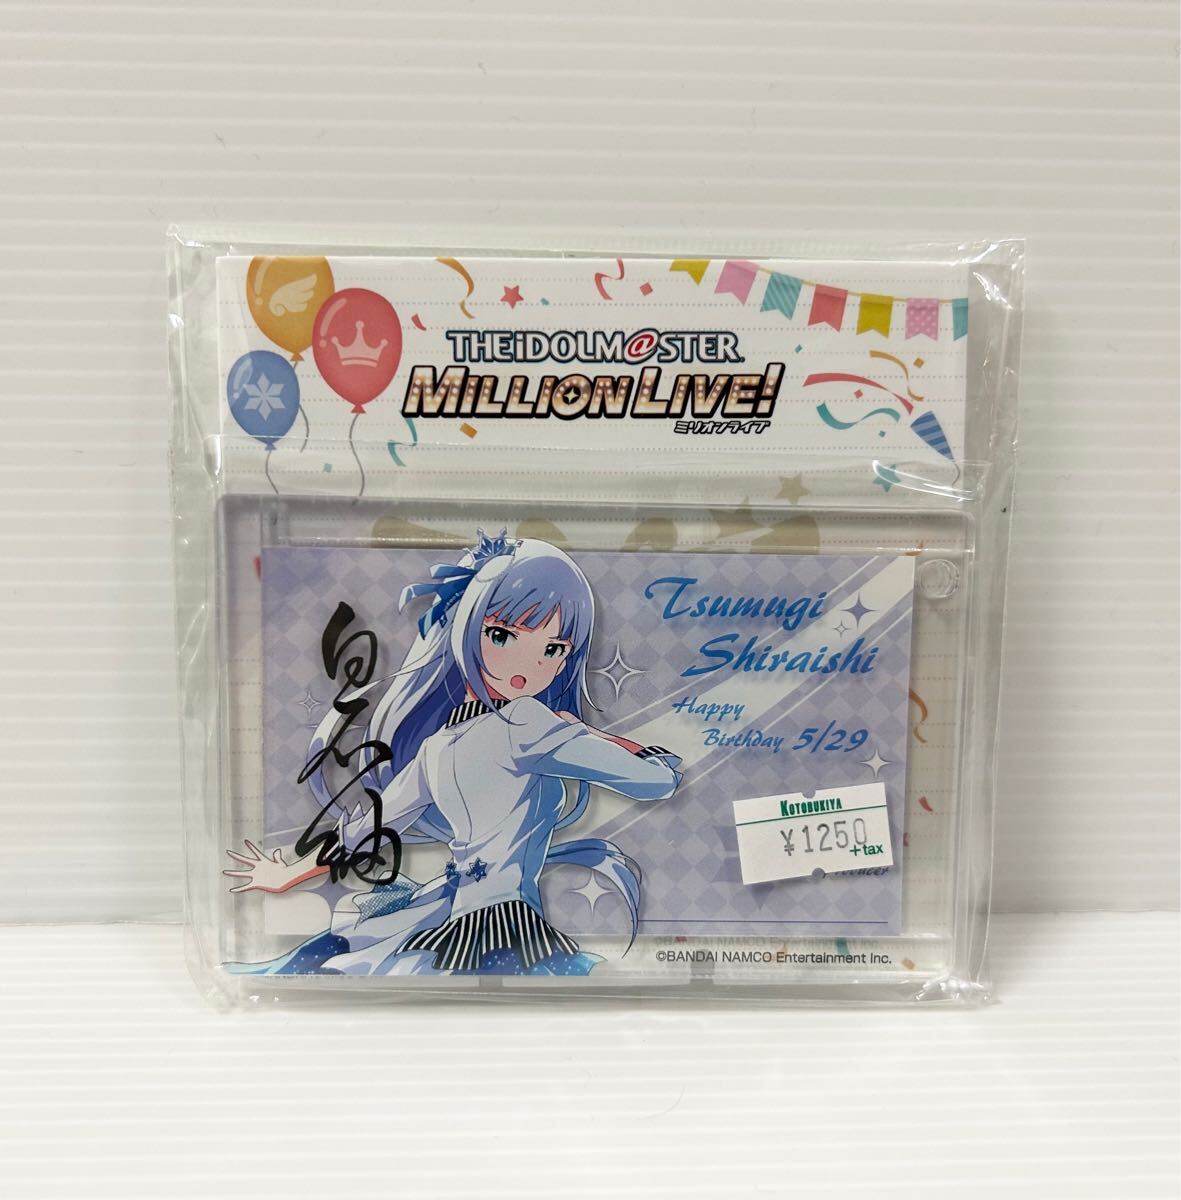 THE iDOLM@STER
MILLION LIVE!
ミリオンライブ
白石紬
Tsumugi
Shiraishi
Happy
Birthday 5/29
KOTOBUKIYA
¥1250
+tax
©BANDAI NAMCO Entertainment Inc.